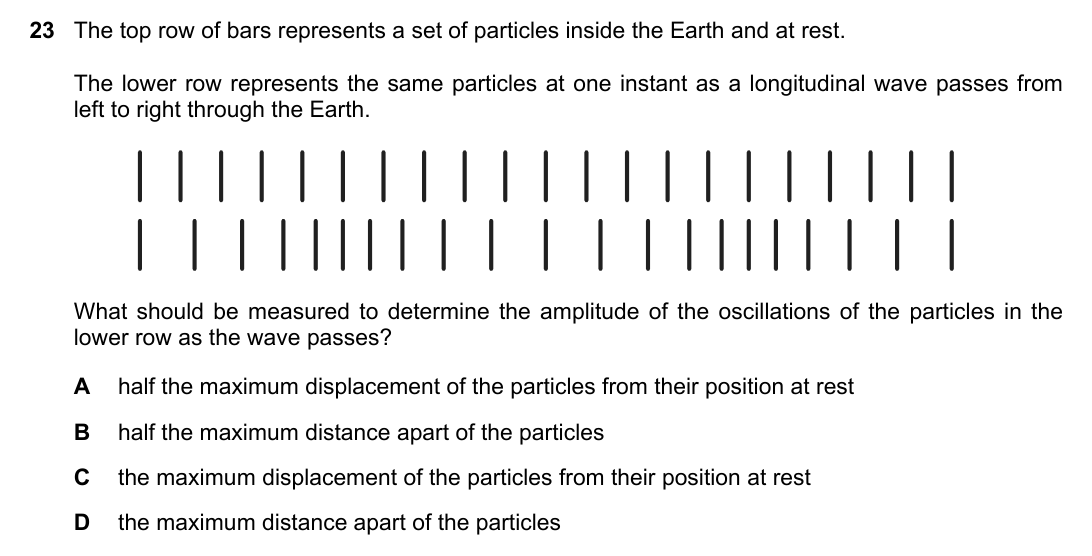 23 The top row of bars represents a set of particles inside the Earth and at rest.
The lower row represents the same particles at one instant as a longitudinal wave passes from
left to right through the Earth.
What should be measured to determine the amplitude of the oscillations of the particles in the
lower row as the wave passes?
A half the maximum displacement of the particles from their position at rest
B half the maximum distance apart of the particles
C the maximum displacement of the particles from their position at rest
D the maximum distance apart of the particles